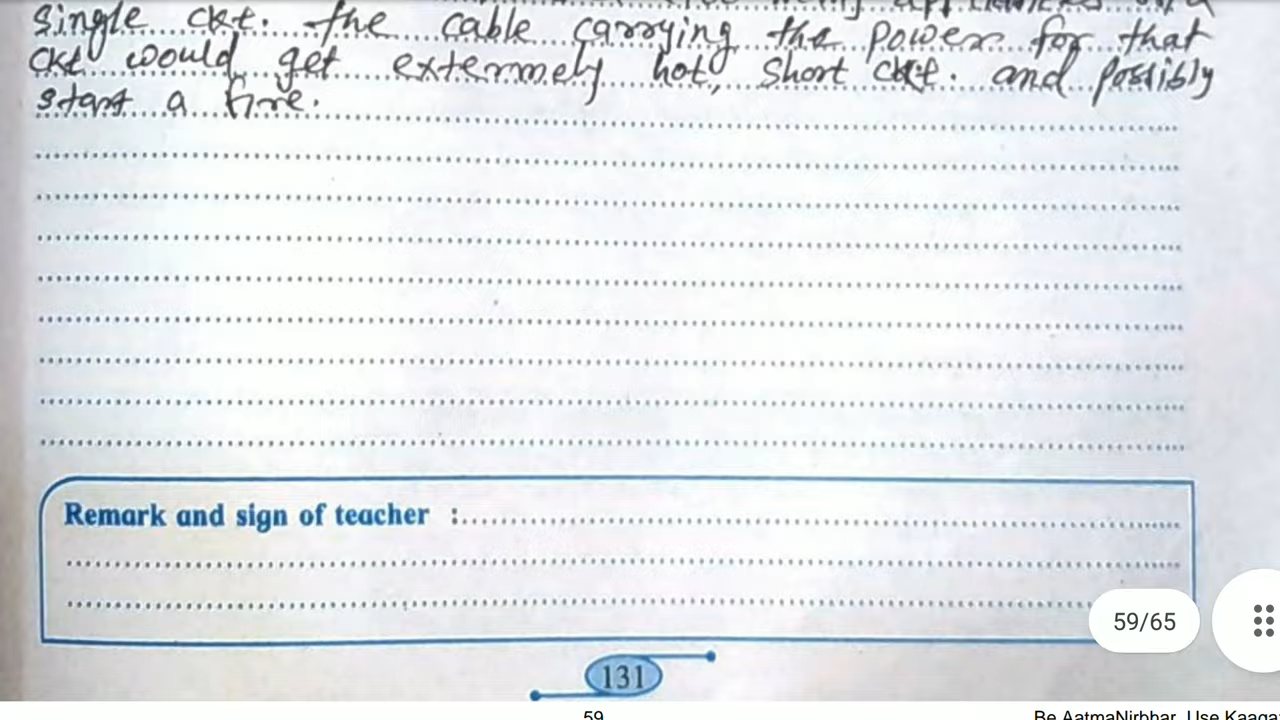 single ckt. the cable carrying the power for that
ckt would get extermely hot, short ckt. and possibly
start a fire.
Remark and sign of teacher :
59/65
131
59
Be AatmaNirbhar, Use Kaaga